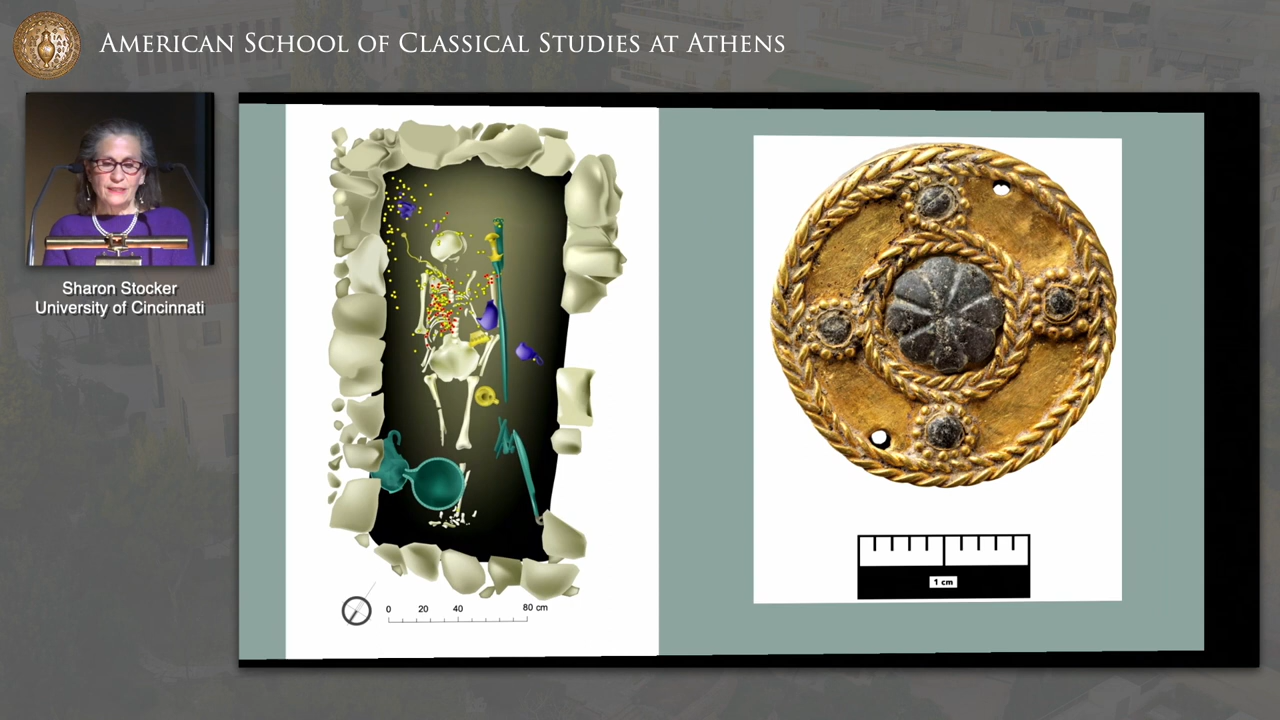 AMERICAN SCHOOL OF CLASSICAL STUDIES AT ATHENS
Sharon Stocker
University of Cincinnati
0 20 40 80 cm
1 cm